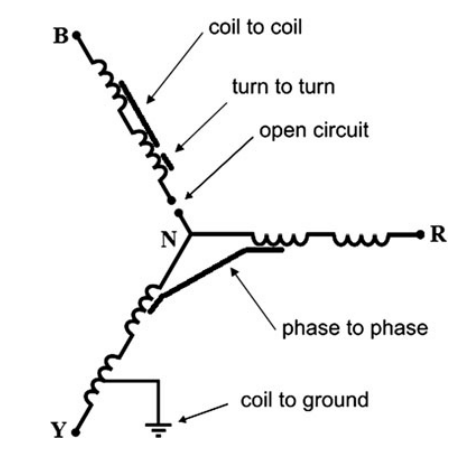 B
coil to coil
turn to turn
open circuit
N
R
phase to phase
coil to ground
Y